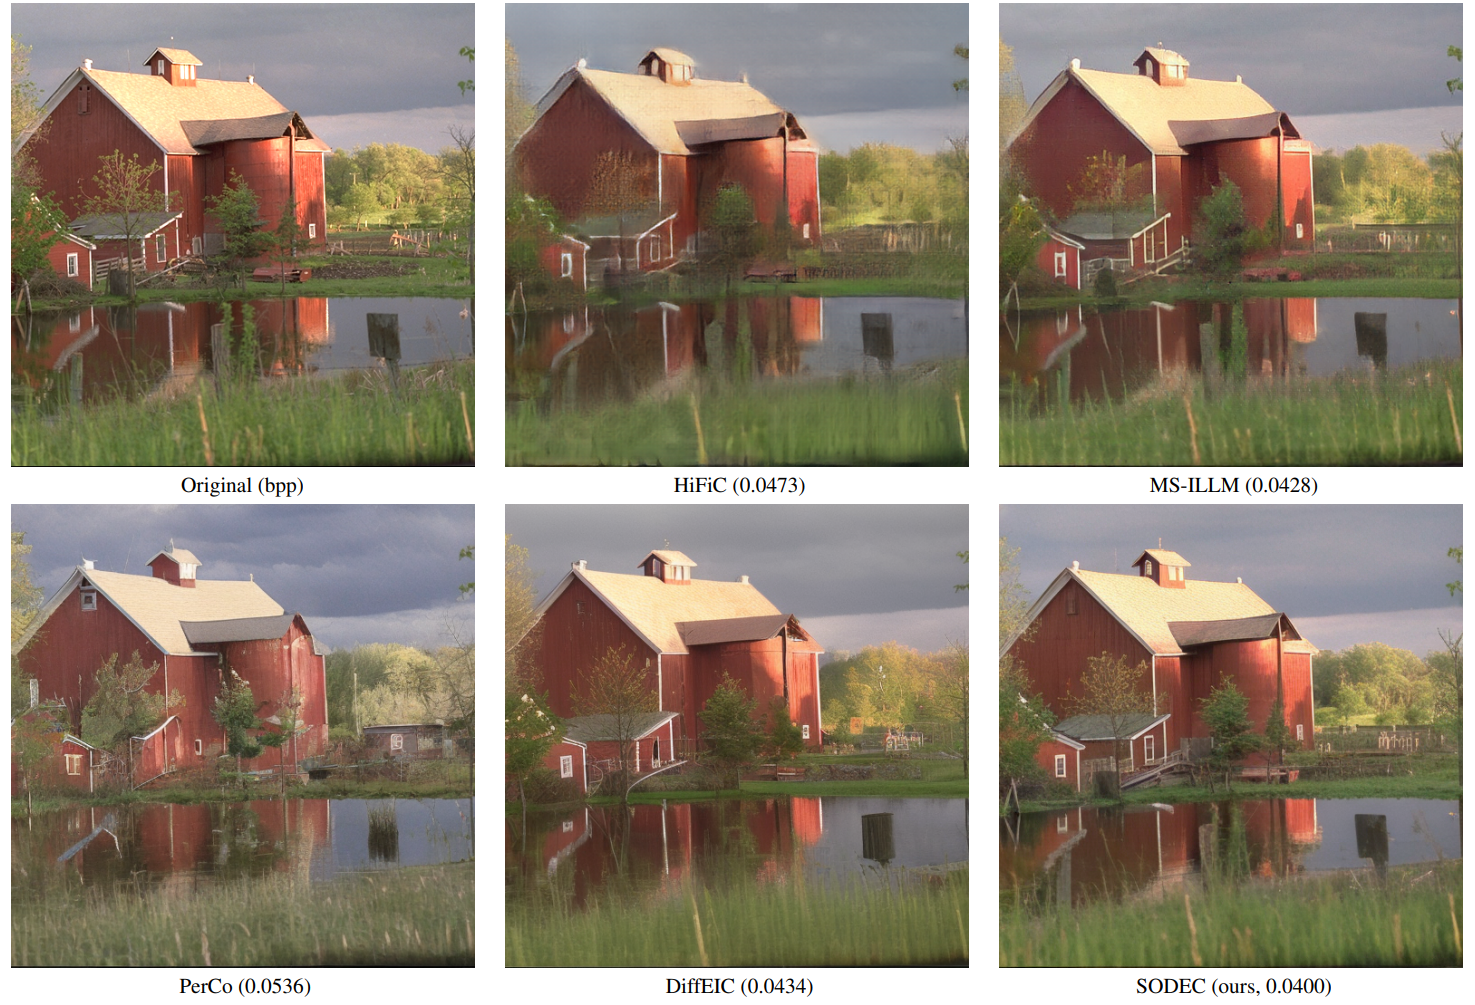 Original (bpp)
HiFiC (0.0473)
MS-ILLM (0.0428)
PerCo (0.0536)
DiffEIC (0.0434)
SODEC (ours, 0.0400)